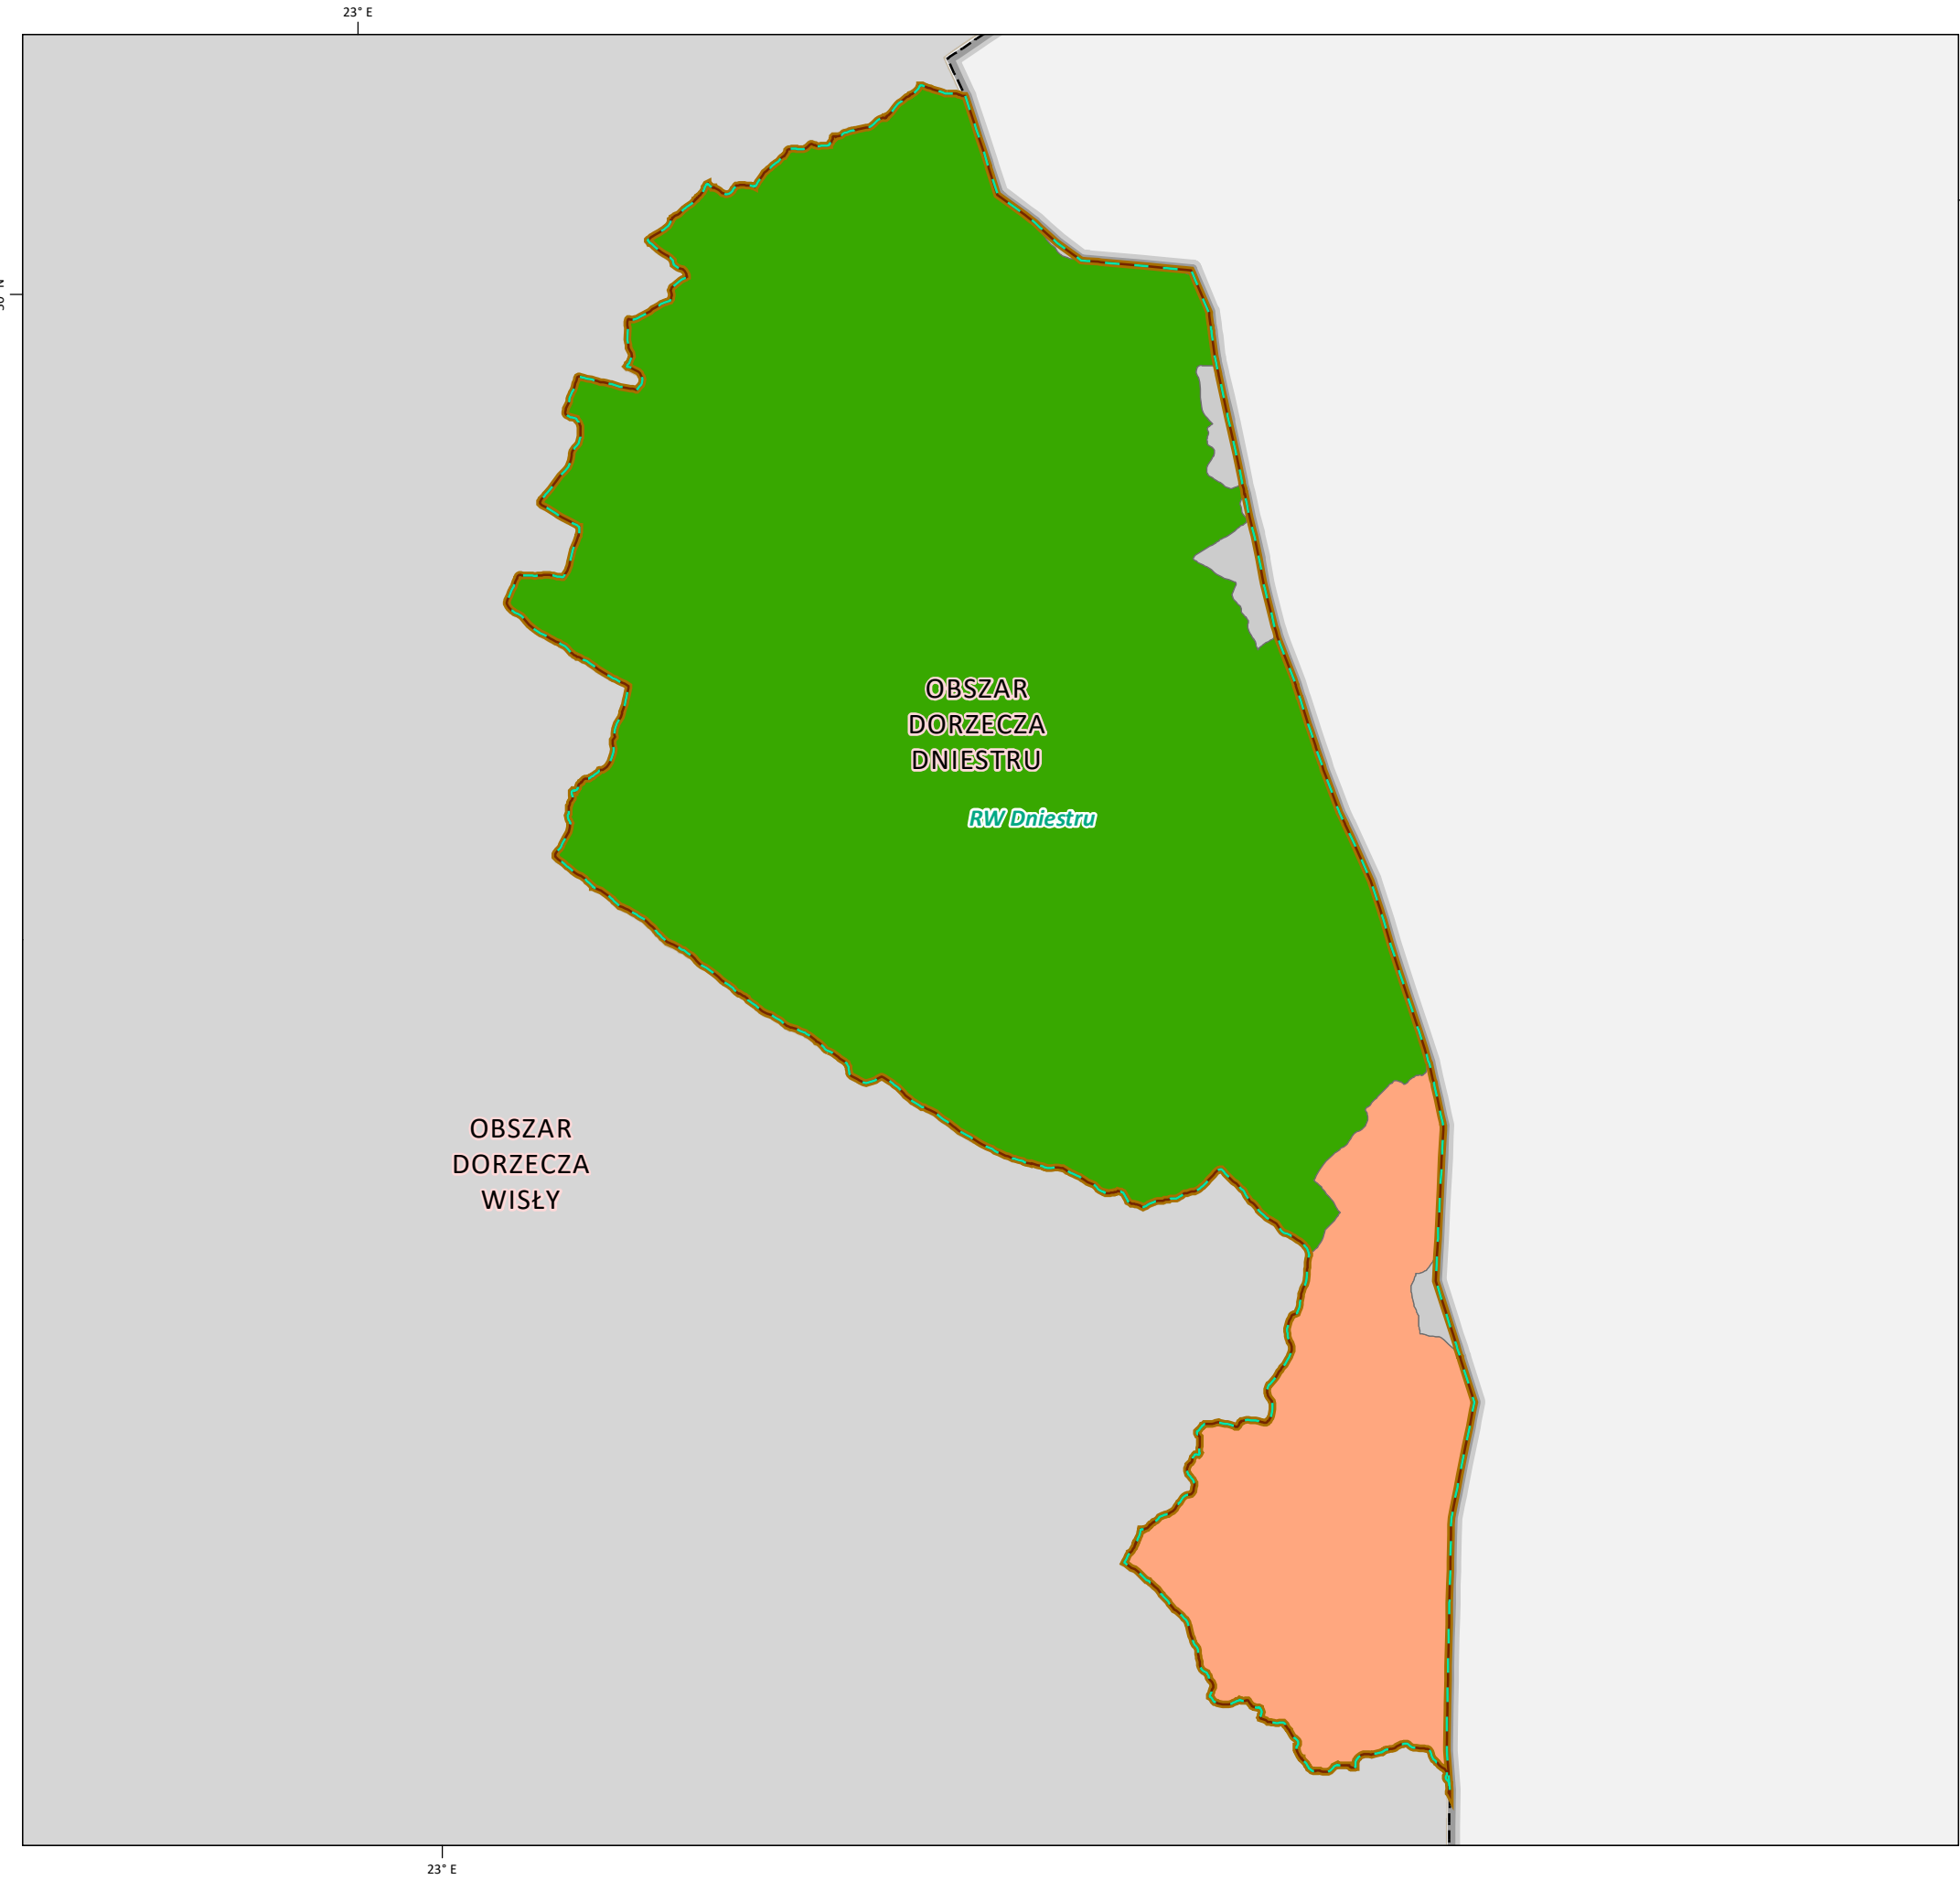 23° E
OBSZAR
DORZECZA
DNIESTRU
RW Dniestru
OBSZAR
DORZECZA
WISŁY
23° E